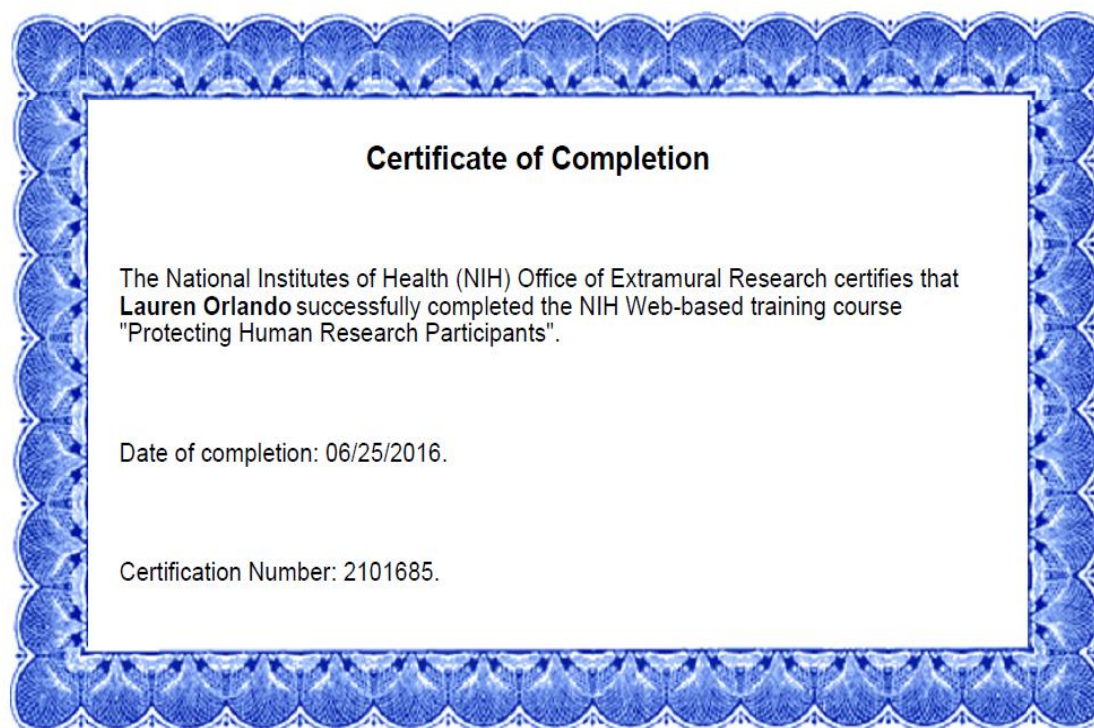 Certificate of Completion
The National Institutes of Health (NIH) Office of Extramural Research certifies that
Lauren Orlando successfully completed the NIH Web-based training course
"Protecting Human Research Participants".
Date of completion: 06/25/2016.
Certification Number: 2101685.